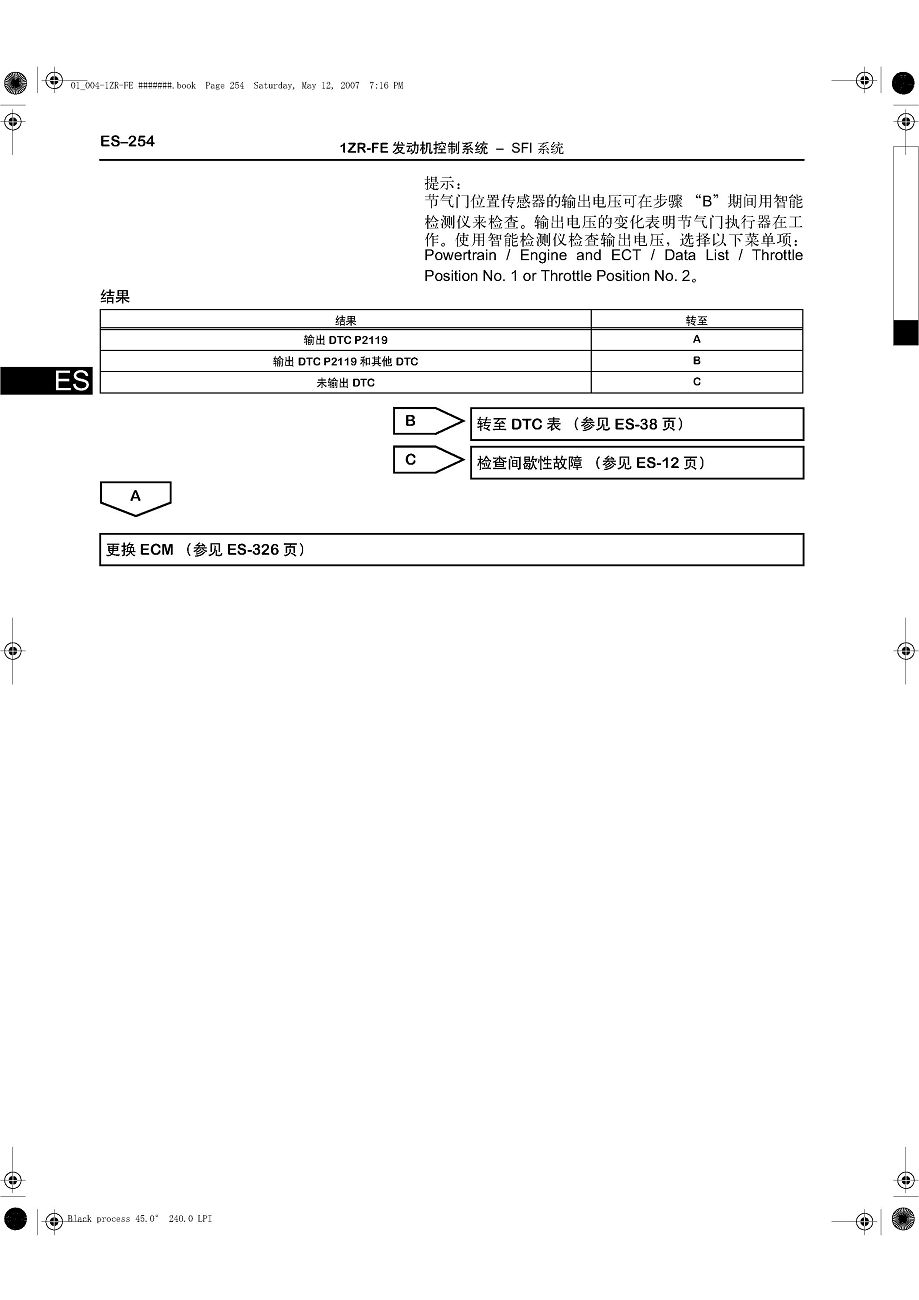 01_004-1ZR-FE #######.book Page 254 Saturday, May 12, 2007 7:16 PM
ES–254
1ZR-FE 发动机控制系统 – SFI 系统
提示：
节气门位置传感器的输出电压可在步骤 “B” 期间用智能
检测仪来检查。输出电压的变化表明节气门执行器在工
作。使用智能检测仪检查输出电压，选择以下菜单项：
Powertrain / Engine and ECT / Data List / Throttle
Position No. 1 or Throttle Position No. 2。
结果
结果 转至
输出 DTC P2119 A
输出 DTC P2119 和其他 DTC B
未输出 DTC C
ES
B 转至 DTC 表 （参见 ES-38 页）
C 检查间歇性故障 （参见 ES-12 页）
A
更换 ECM （参见 ES-326 页）
Black process 45.0° 240.0 LPI